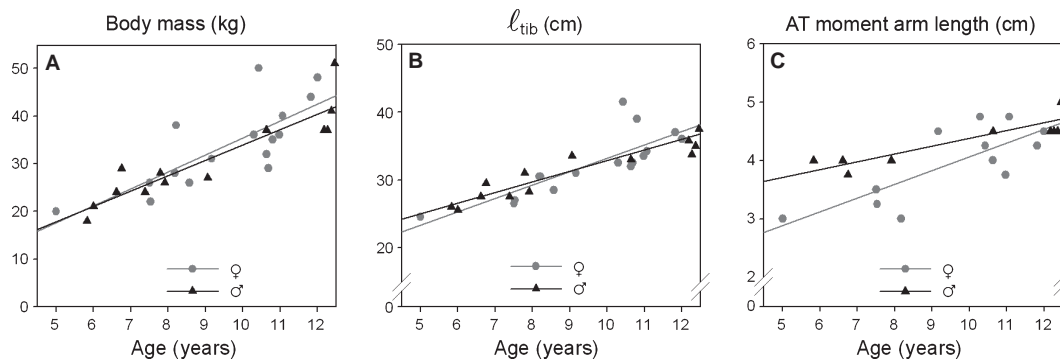 Body mass (kg)
ℓtib (cm)
AT moment arm length (cm)
A
50
40
30
20
10
0
♀
♂
5 6 7 8 9 10 11 12
Age (years)
B
50
40
30
20
0
♀
♂
5 6 7 8 9 10 11 12
Age (years)
C
6
5
4
3
2
0
♀
♂
5 6 7 8 9 10 11 12
Age (years)